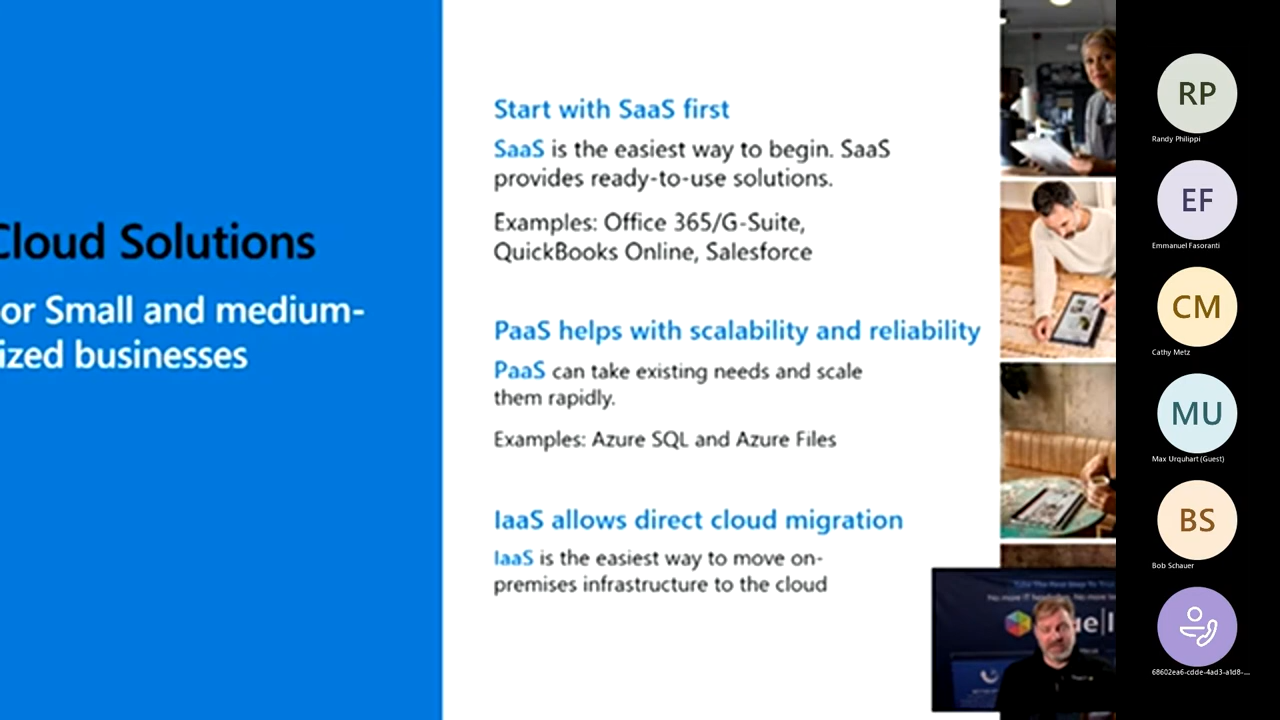 Cloud Solutions
or Small and medium-
ized businesses
Start with SaaS first
SaaS is the easiest way to begin. SaaS
provides ready-to-use solutions.
Examples: Office 365/G-Suite,
QuickBooks Online, Salesforce
PaaS helps with scalability and reliability
PaaS can take existing needs and scale
them rapidly.
Examples: Azure SQL and Azure Files
IaaS allows direct cloud migration
IaaS is the easiest way to move on-
premises infrastructure to the cloud
RP
Randy Philippi
EF
Emmanuel Fasoranti
CM
Cathy Metz
MU
Max Urquhart (Guest)
BS
Bob Schauer
68602ea6-cdde-4ad3-a1d8-...